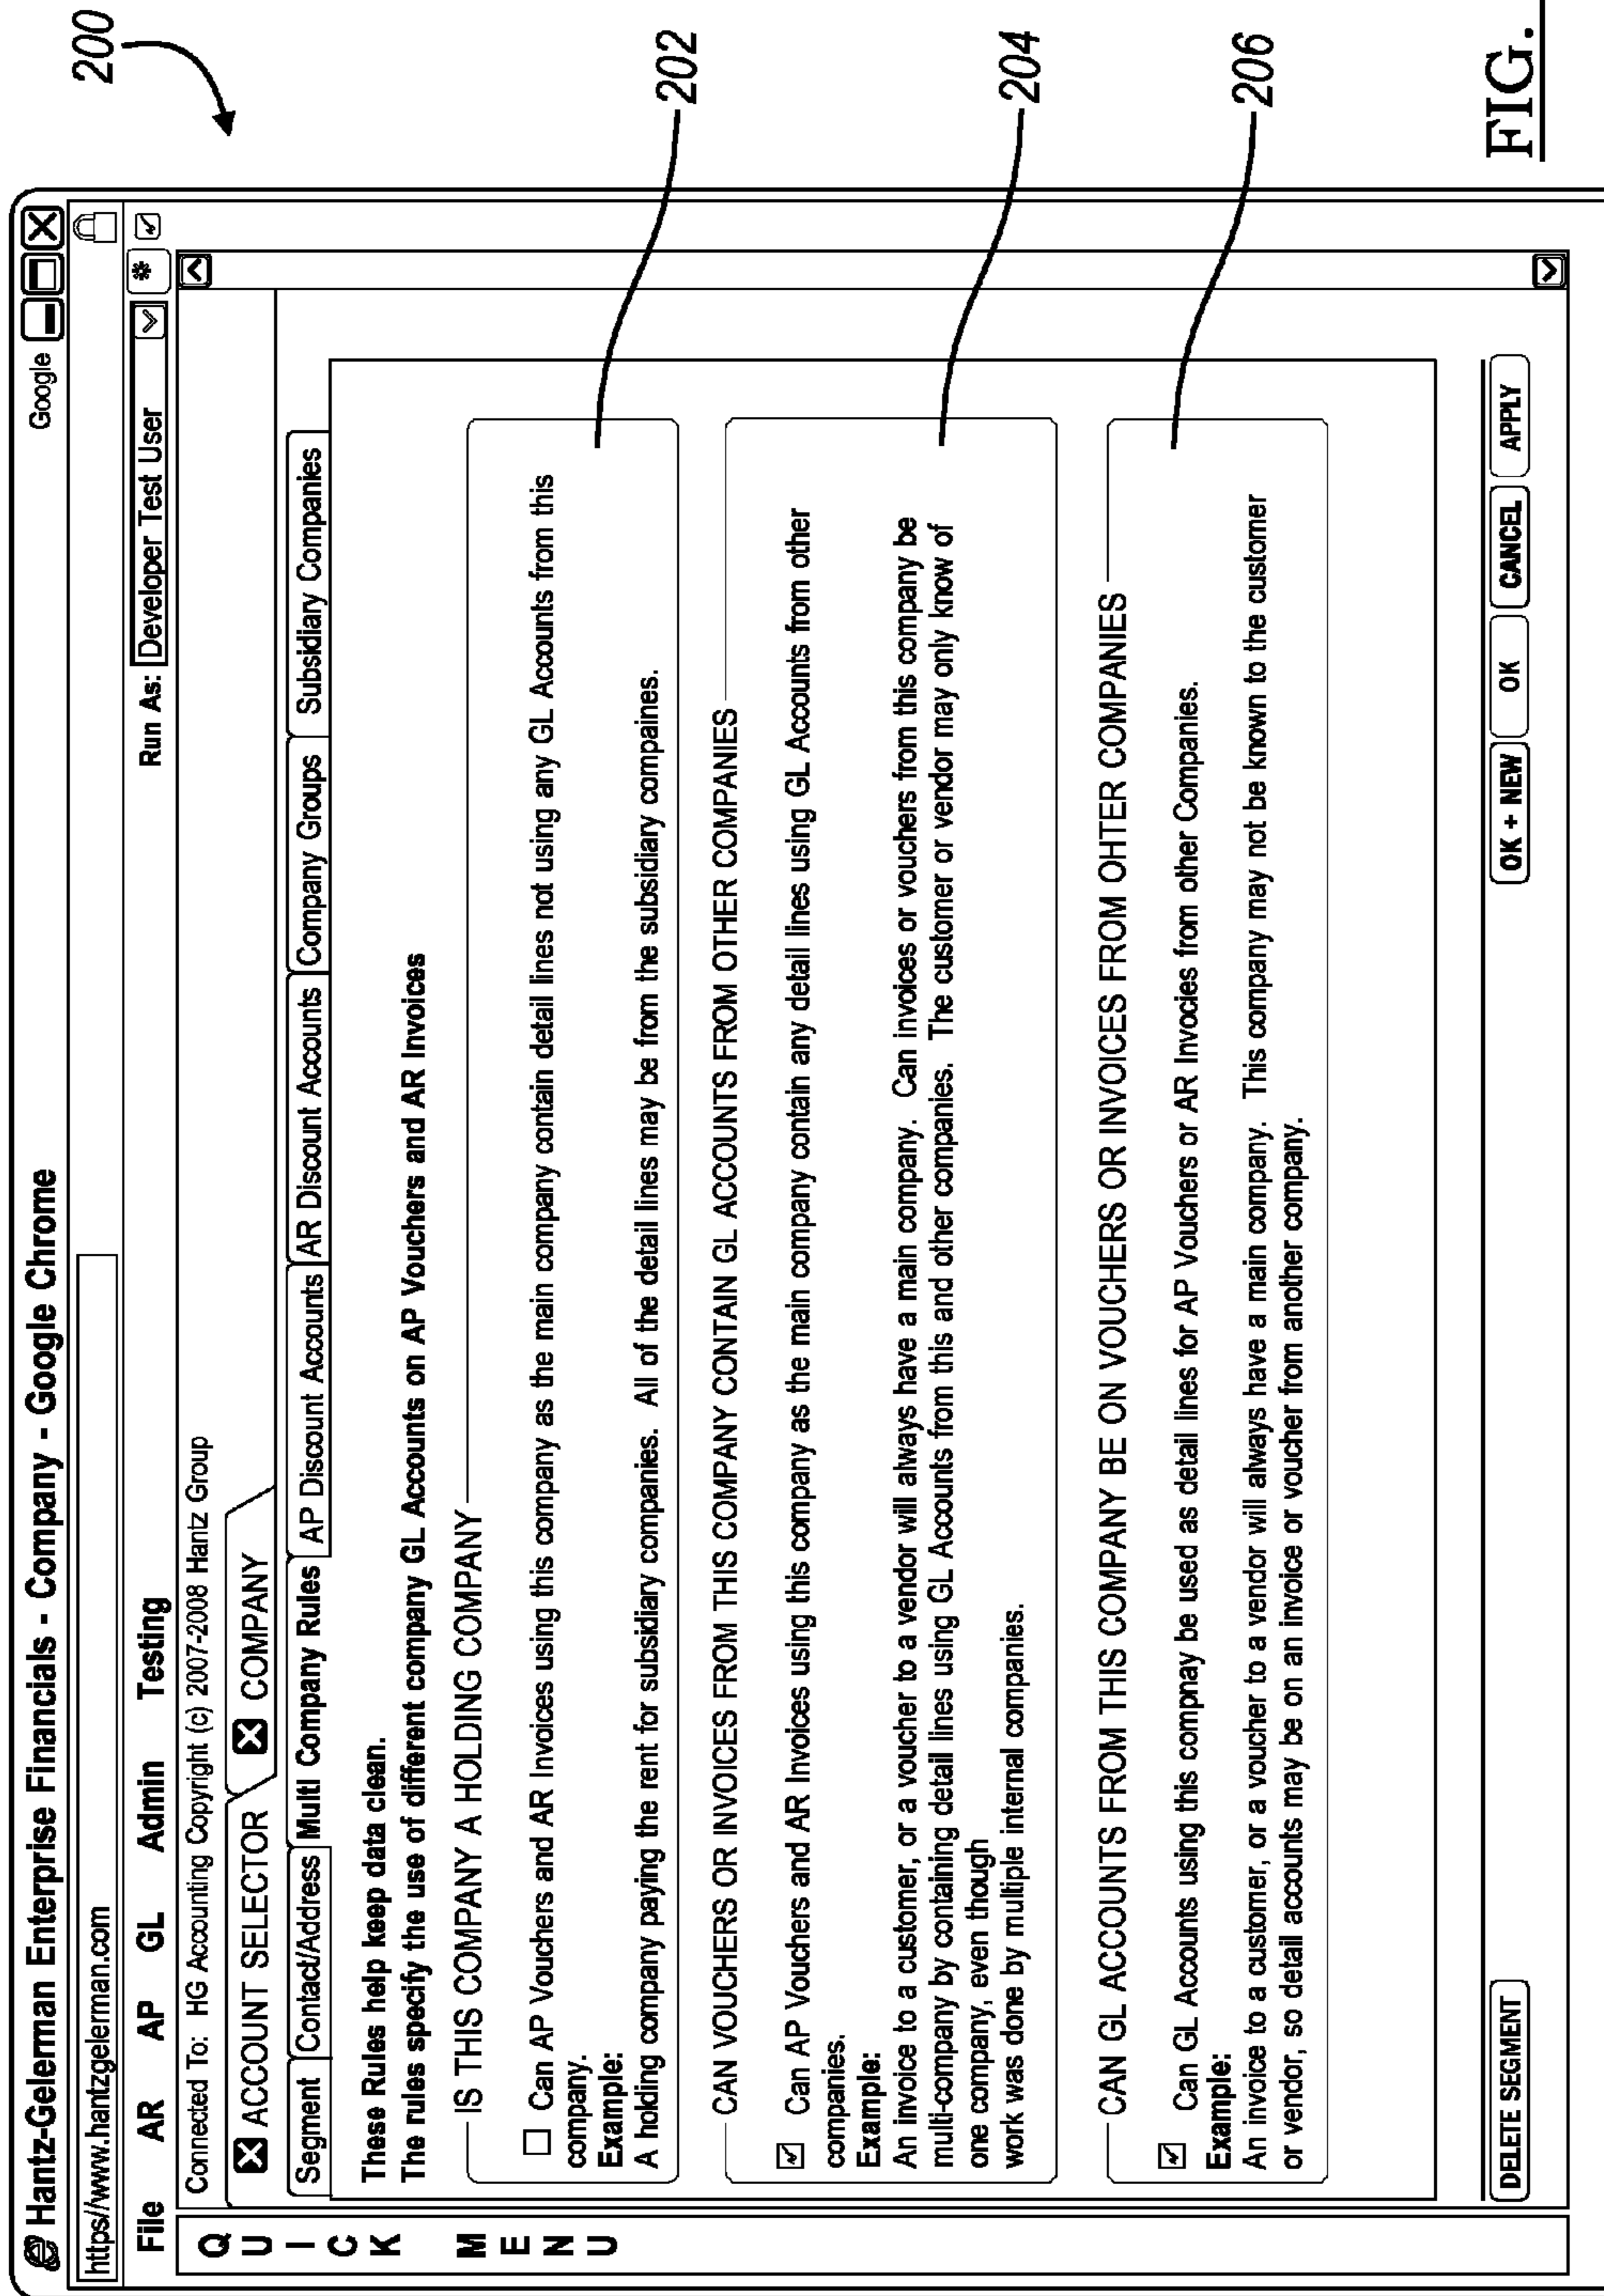 200
Hantz-Gelerman Enterprise Financials - Company - Google Chrome
Google
https//www.hantzgelerman.com
File AR AP GL Admin Testing Run As: Developer Test User
Connected To: HG Accounting Copyright (c) 2007-2008 Hantz Group
ACCOUNT SELECTOR COMPANY
Segment Contact/Address Multi Company Rules AP Discount Accounts AR Discount Accounts Company Groups Subsidiary Companies
QUICK MENU
These Rules help keep data clean.
The rules specify the use of different company GL Accounts on AP Vouchers and AR Invoices
IS THIS COMPANY A HOLDING COMPANY
Can AP Vouchers and AR Invoices using this company as the main company contain detail lines not using any GL Accounts from this
company.
Example:
A holding company paying the rent for subsidiary companies. All of the detail lines may be from the subsidiary compaines.
202
CAN VOUCHERS OR INVOICES FROM THIS COMPANY CONTAIN GL ACCOUNTS FROM OTHER COMPANIES
Can AP Vouchers and AR Invoices using this company as the main company contain any detail lines using GL Accounts from other
companies.
Example:
An invoice to a customer, or a voucher to a vendor will always have a main company. Can invoices or vouchers from this company be
multi-company by containing detail lines using GL Accounts from this and other companies. The customer or vendor may only know of
one company, even though
work was done by multiple internal companies.
204
CAN GL ACCOUNTS FROM THIS COMPANY BE ON VOUCHERS OR INVOICES FROM OHTER COMPANIES
Can GL Accounts using this compnay be used as detail lines for AP Vouchers or AR Invocies from other Companies.
Example:
An invoice to a customer, or a voucher to a vendor will always have a main company. This company may not be known to the customer
or vendor, so detail accounts may be on an invoice or voucher from another company.
206
DELETE SEGMENT OK + NEW OK CANCEL APPLY
FIG.